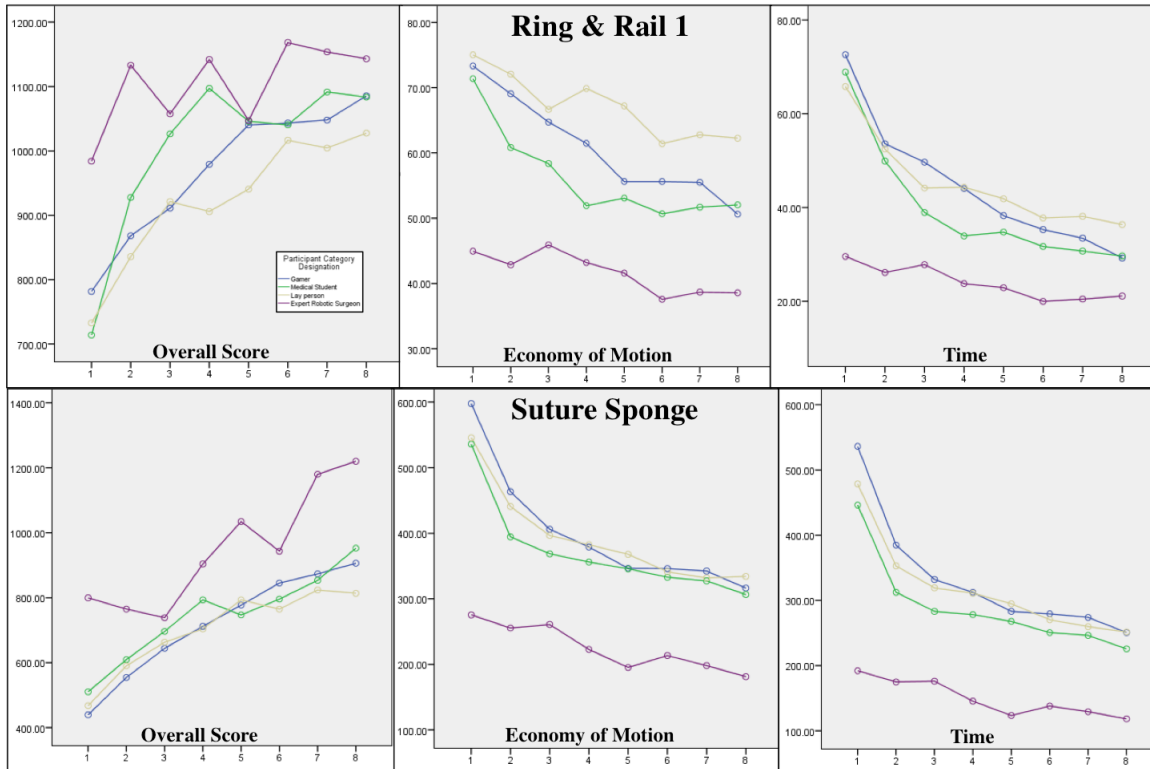 Ring & Rail 1
1200.00
1100.00
1000.00
900.00
800.00
700.00
Participant Category
Designation
Gamer
Medical Student
Lay person
Expert Robotic Surgeon
Overall Score
1 2 3 4 5 6 7 8
80.00
70.00
60.00
50.00
40.00
30.00
Economy of Motion
1 2 3 4 5 6 7 8
80.00
60.00
40.00
20.00
Time
1 2 3 4 5 6 7 8
Suture Sponge
1400.00
1200.00
1000.00
800.00
600.00
400.00
Overall Score
1 2 3 4 5 6 7 8
600.00
500.00
400.00
300.00
200.00
100.00
Economy of Motion
1 2 3 4 5 6 7 8
600.00
500.00
400.00
300.00
200.00
100.00
Time
1 2 3 4 5 6 7 8